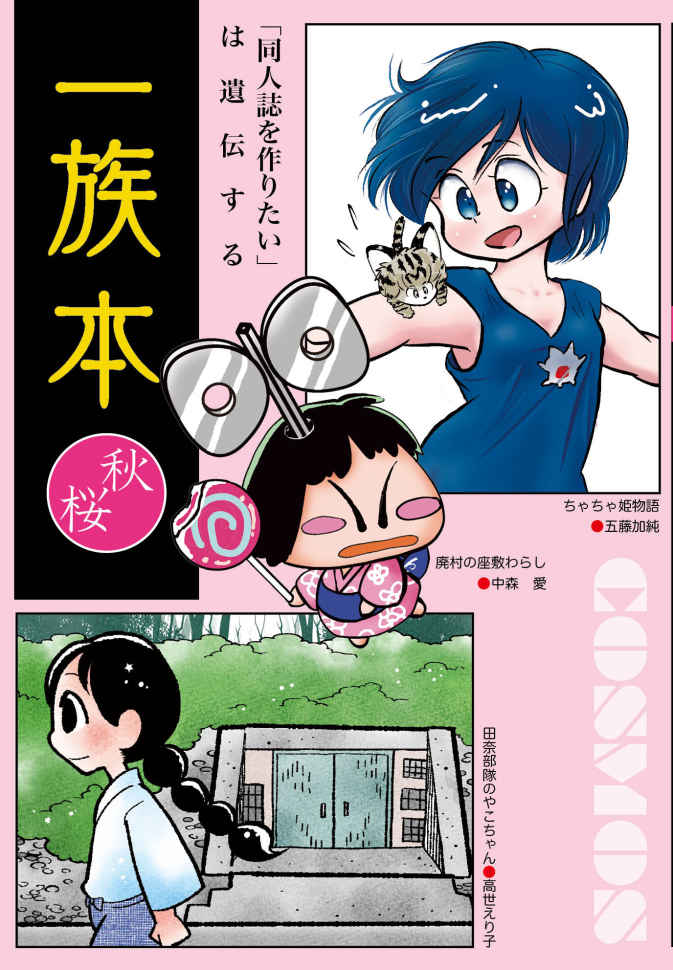 「同人誌を作りたい」
は遺伝する
一族本
秋桜
ちゃちゃ姫物語
●五藤加純
廃村の座敷わらし
●中森　愛
田奈部隊のやこちゃん●高世えり子
COSMOS